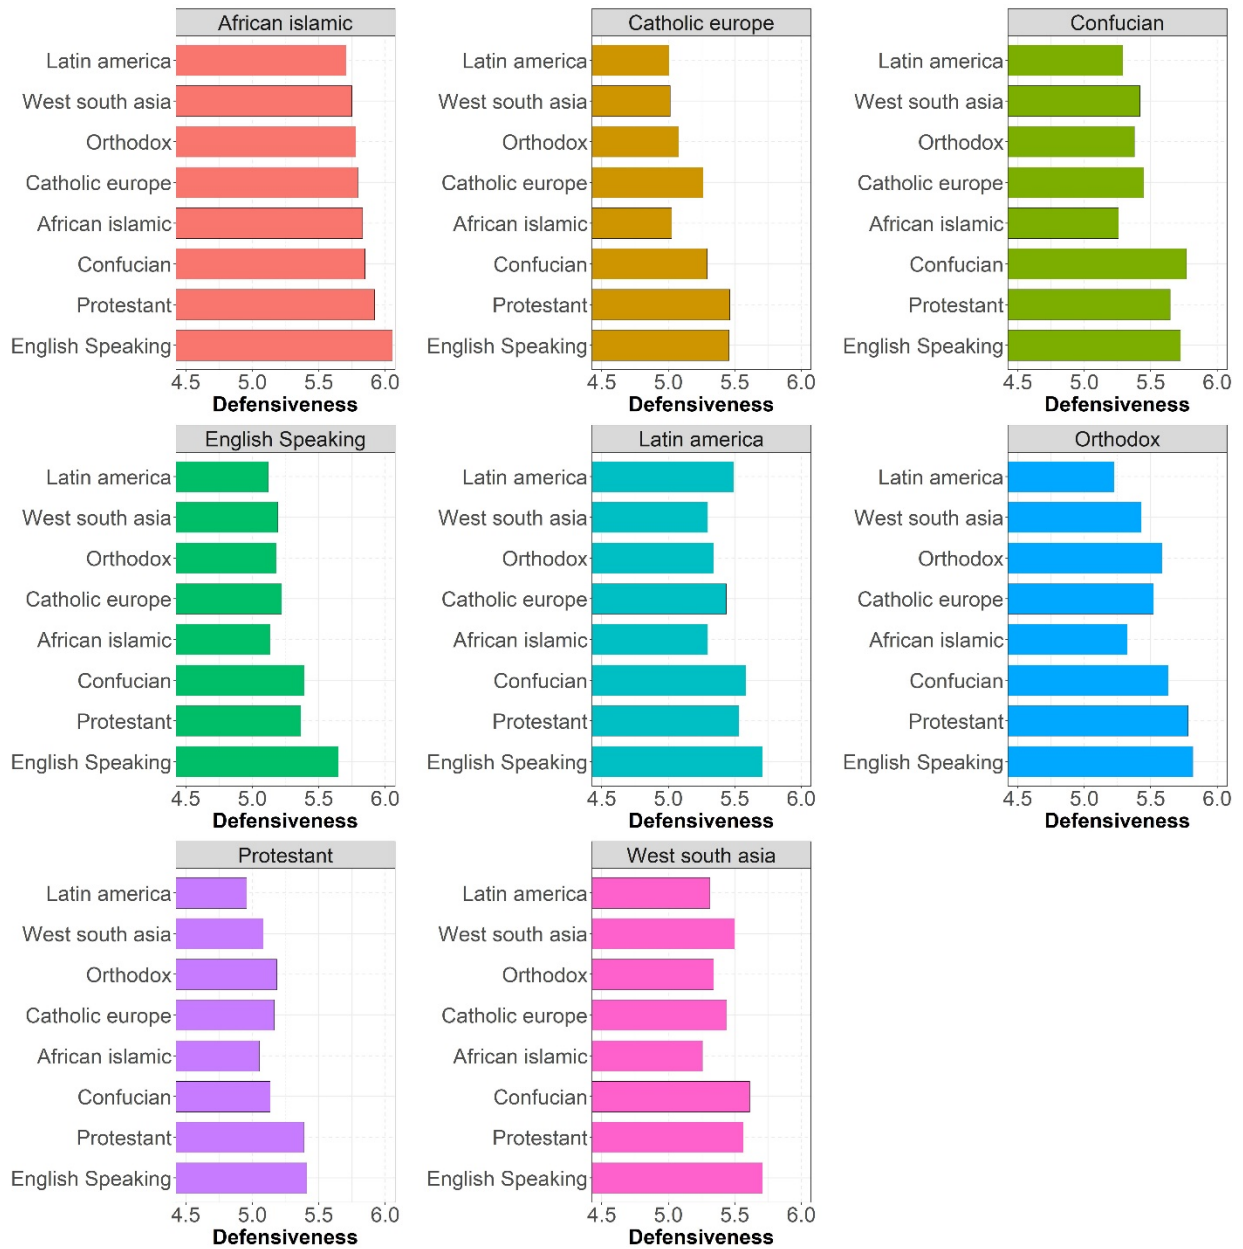 African islamic
Latin america
West south asia
Orthodox
Catholic europe
African islamic
Confucian
Protestant
English Speaking
4.5 5.0 5.5 6.0
Defensiveness
Catholic europe
Latin america
West south asia
Orthodox
Catholic europe
African islamic
Confucian
Protestant
English Speaking
4.5 5.0 5.5 6.0
Defensiveness
Confucian
Latin america
West south asia
Orthodox
Catholic europe
African islamic
Confucian
Protestant
English Speaking
4.5 5.0 5.5 6.0
Defensiveness
English Speaking
Latin america
West south asia
Orthodox
Catholic europe
African islamic
Confucian
Protestant
English Speaking
4.5 5.0 5.5 6.0
Defensiveness
Latin america
Latin america
West south asia
Orthodox
Catholic europe
African islamic
Confucian
Protestant
English Speaking
4.5 5.0 5.5 6.0
Defensiveness
Orthodox
Latin america
West south asia
Orthodox
Catholic europe
African islamic
Confucian
Protestant
English Speaking
4.5 5.0 5.5 6.0
Defensiveness
Protestant
Latin america
West south asia
Orthodox
Catholic europe
African islamic
Confucian
Protestant
English Speaking
4.5 5.0 5.5 6.0
Defensiveness
West south asia
Latin america
West south asia
Orthodox
Catholic europe
African islamic
Confucian
Protestant
English Speaking
4.5 5.0 5.5 6.0
Defensiveness